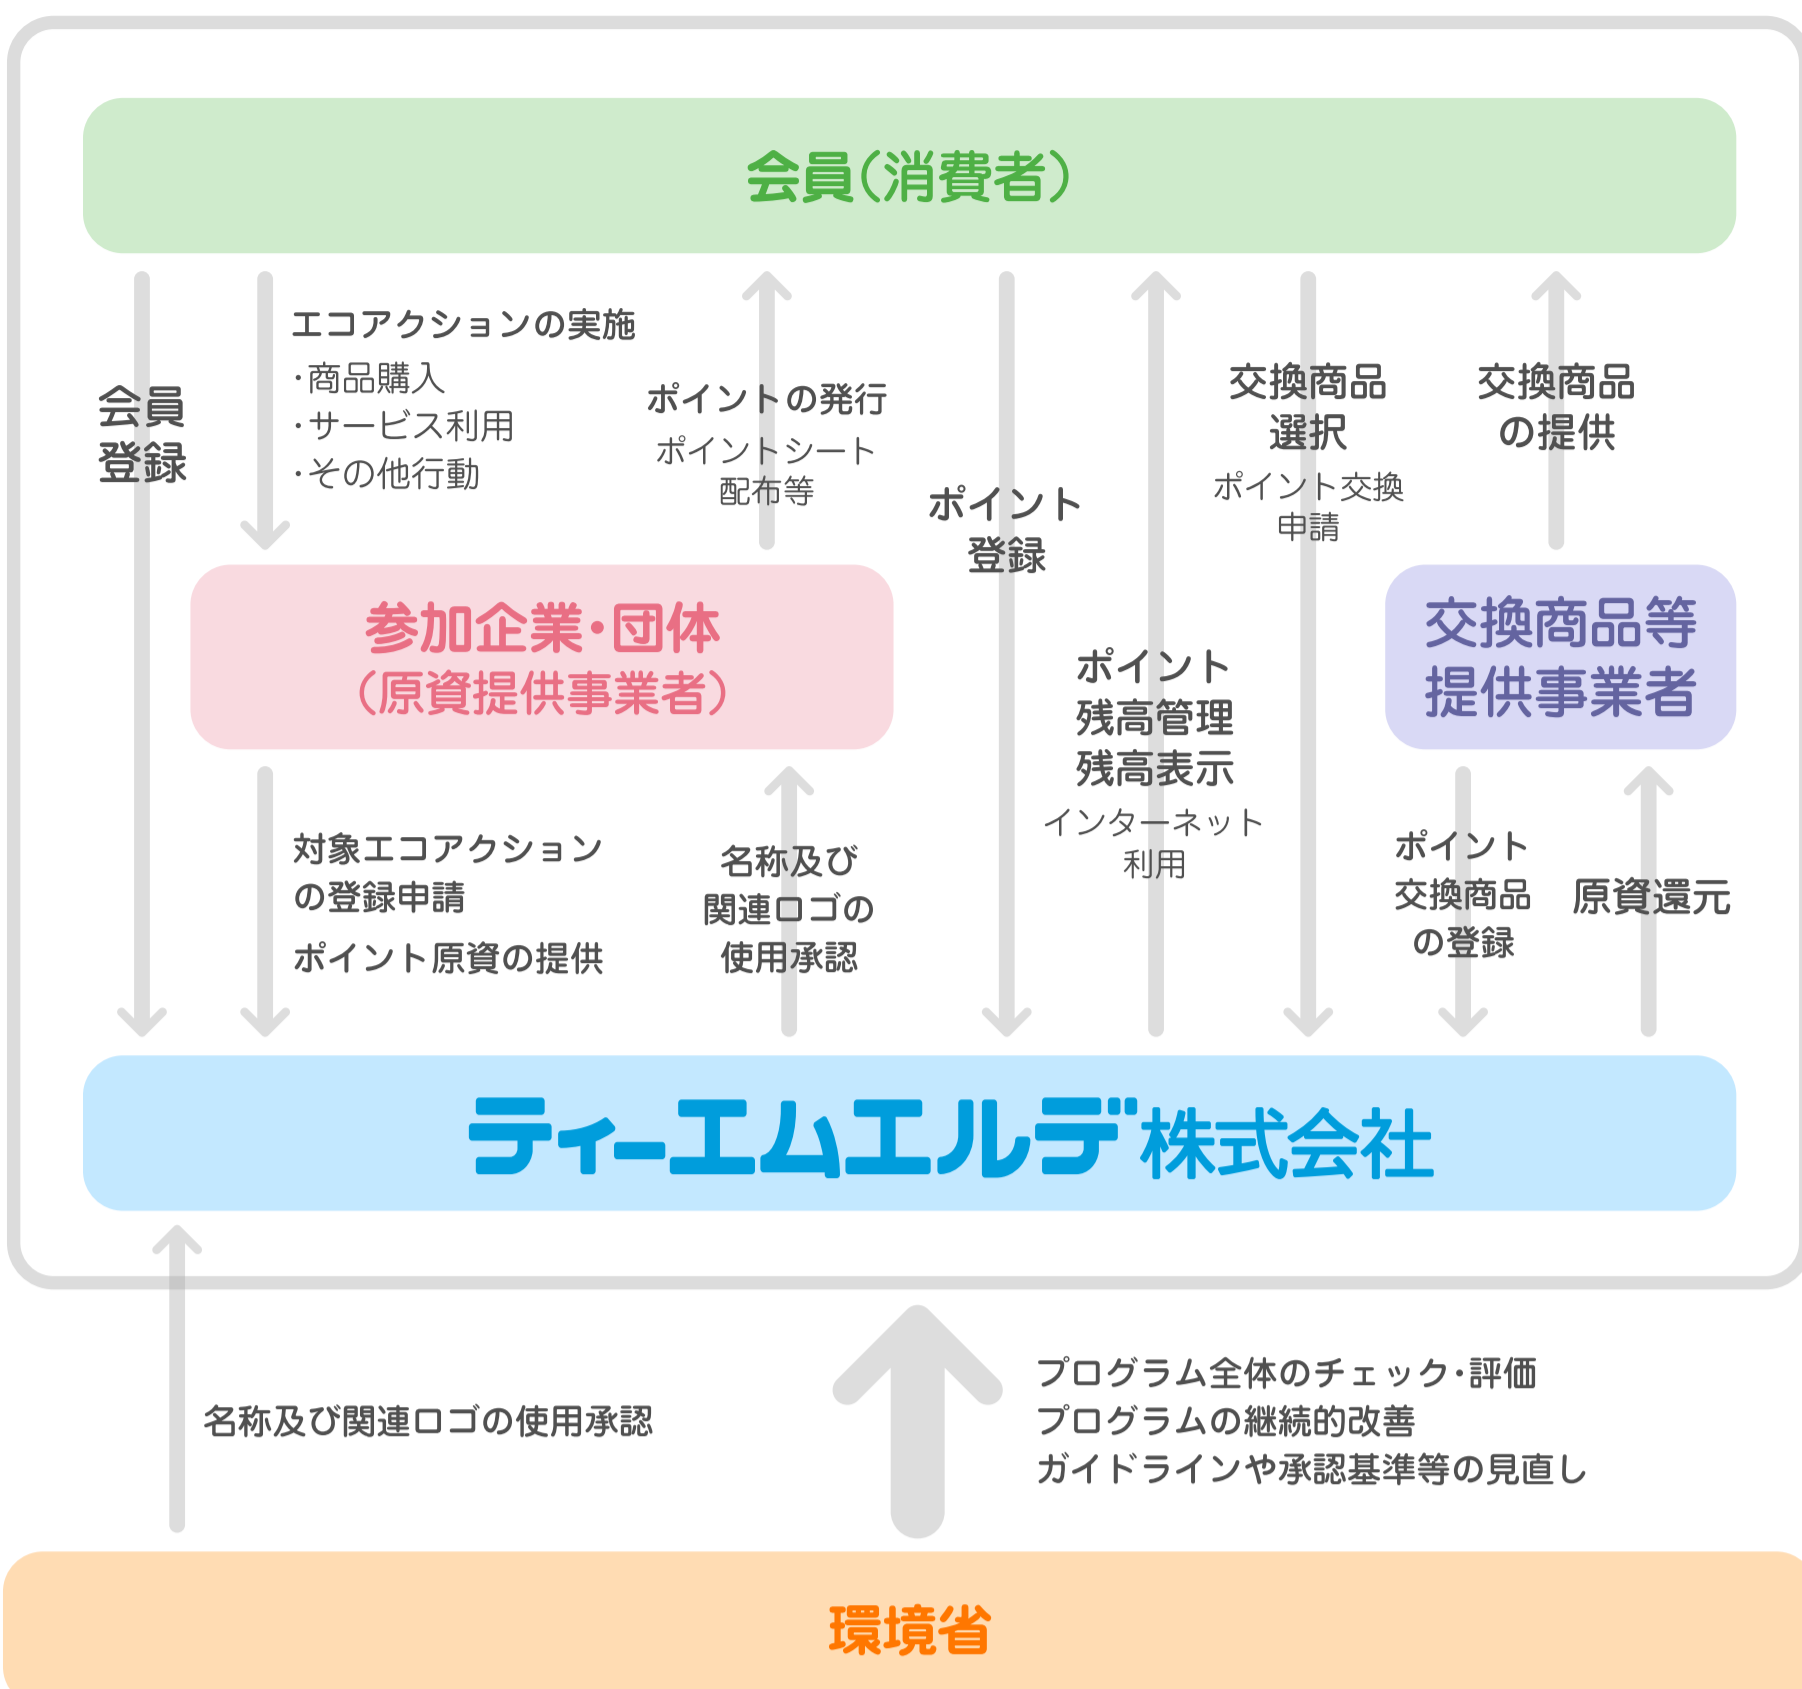 会員(消費者)
会員
登録
エコアクションの実施
・商品購入
・サービス利用
・その他行動
ポイントの発行
ポイントシート
配布等
ポイント
登録
ポイント
残高管理
残高表示
インターネット
利用
交換商品
選択
ポイント交換
申請
交換商品
の提供
参加企業・団体
(原資提供事業者)
交換商品等
提供事業者
対象エコアクション
の登録申請
ポイント原資の提供
名称及び
関連ロゴの
使用承認
ポイント
交換商品
の登録
原資還元
ティーエムエルデ株式会社
名称及び関連ロゴの使用承認
プログラム全体のチェック・評価
プログラムの継続的改善
ガイドラインや承認基準等の見直し
環境省